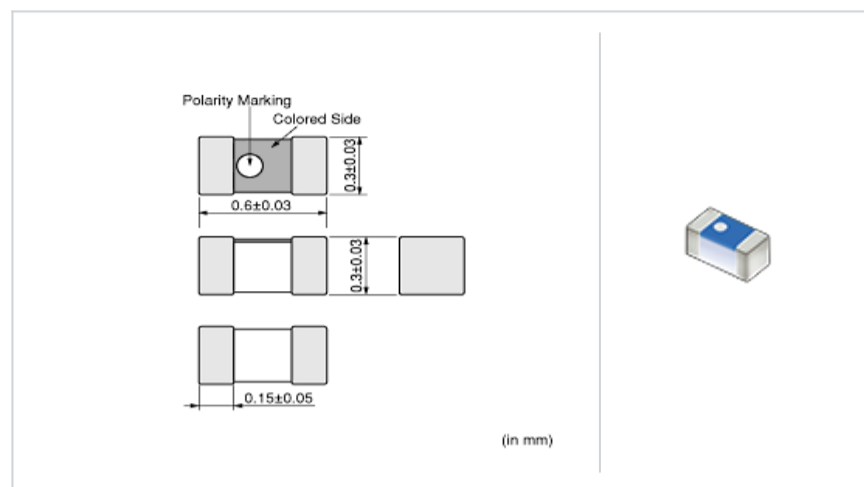 Polarity Marking
Colored Side
0.3±0.03
0.6±0.03
0.3±0.03
0.15±0.05
(in mm)